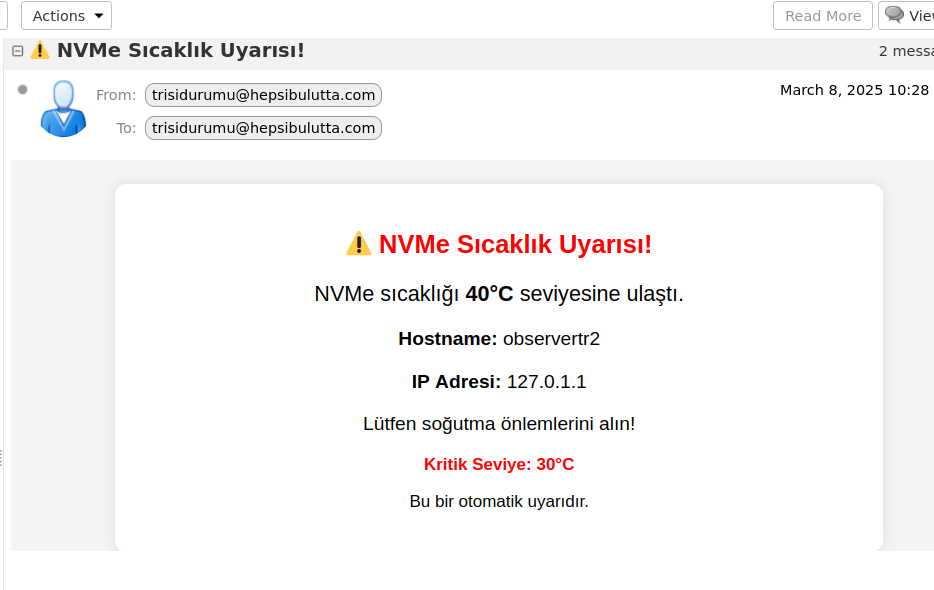 Actions
Read More
View
NVMe Sıcaklık Uyarısı!
2 messa
From: trisidurumu@hepsibulutta.com
March 8, 2025 10:28
To: trisidurumu@hepsibulutta.com
NVMe Sıcaklık Uyarısı!
NVMe sıcaklığı 40°C seviyesine ulaştı.
Hostname: observertr2
IP Adresi: 127.0.1.1
Lütfen soğutma önlemlerini alın!
Kritik Seviye: 30°C
Bu bir otomatik uyarıdır.